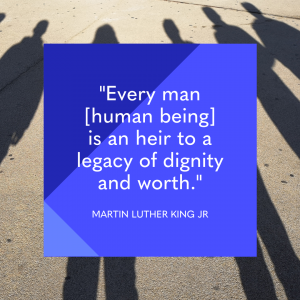 "Every man
[human being]
is an heir to a
legacy of dignity
and worth."
MARTIN LUTHER KING JR